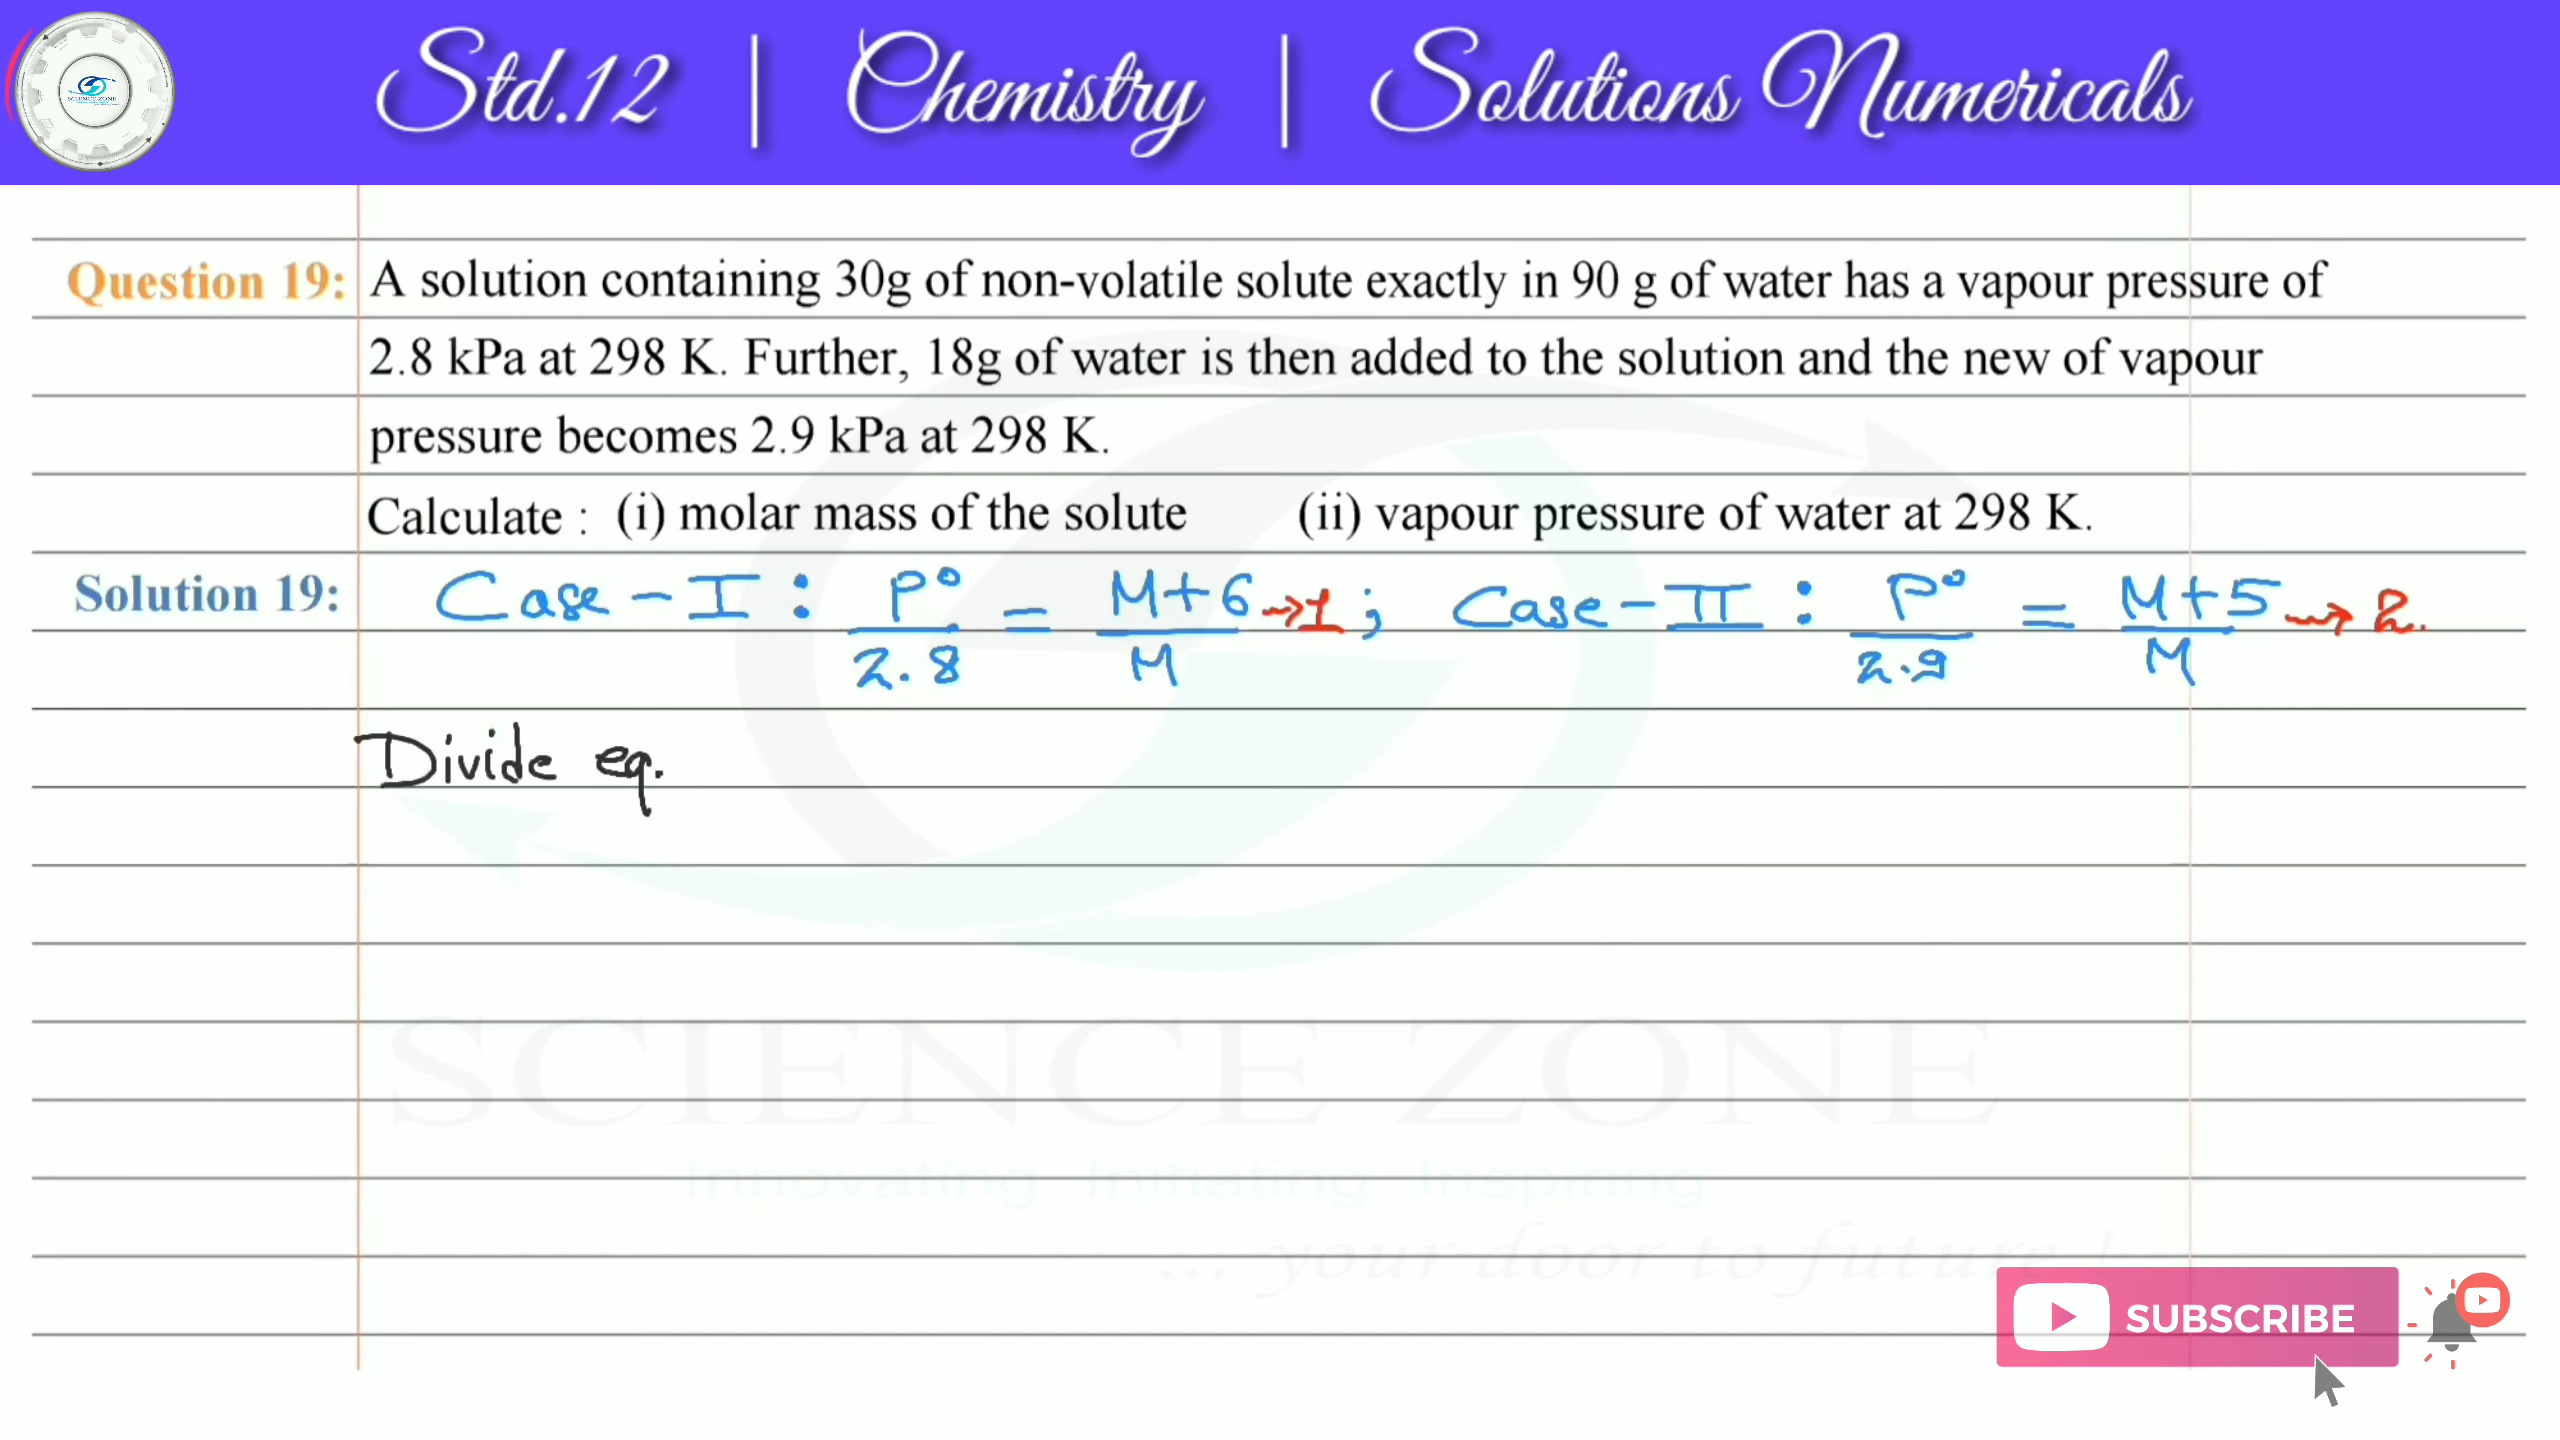 SCIENCE ZONE
Std.12 | Chemistry | Solutions Numericals
Question 19: A solution containing 30g of non-volatile solute exactly in 90 g of water has a vapour pressure of
2.8 kPa at 298 K. Further, 18g of water is then added to the solution and the new of vapour
pressure becomes 2.9 kPa at 298 K.
Calculate : (i) molar mass of the solute (ii) vapour pressure of water at 298 K.
Solution 19: Case-I : P° = M+6 → 1 ; Case-II : P° = M+5 → 2.
2.8 M 2.9 M
Divide eq.
SCIENCE ZONE
Innovating. Initiating. Inspiring
... your door to future !
SUBSCRIBE